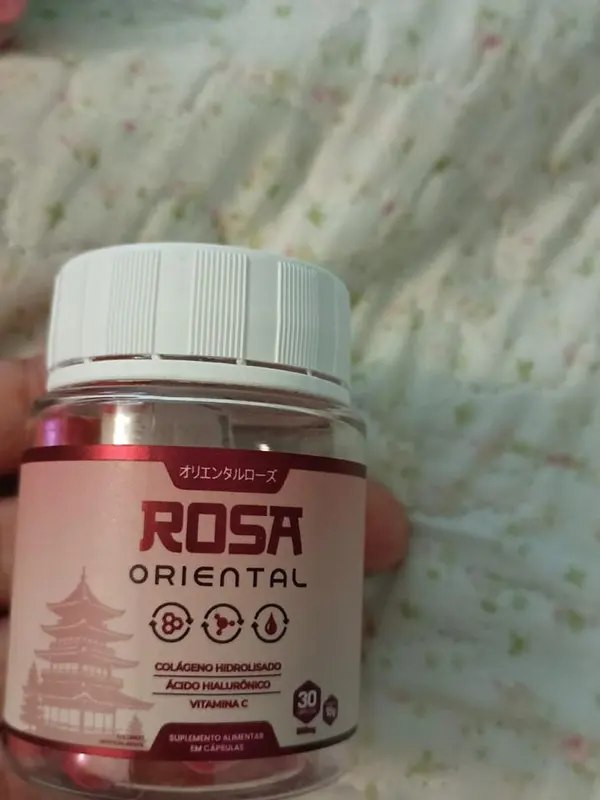 オリエンタルローズ
ROSA
ORIENTAL
COLÁGENO HIDROLISADO
ÁCIDO HIALURÔNICO
VITAMINA C
30
SUPLEMENTO ALIMENTAR
EM CÁPSULAS